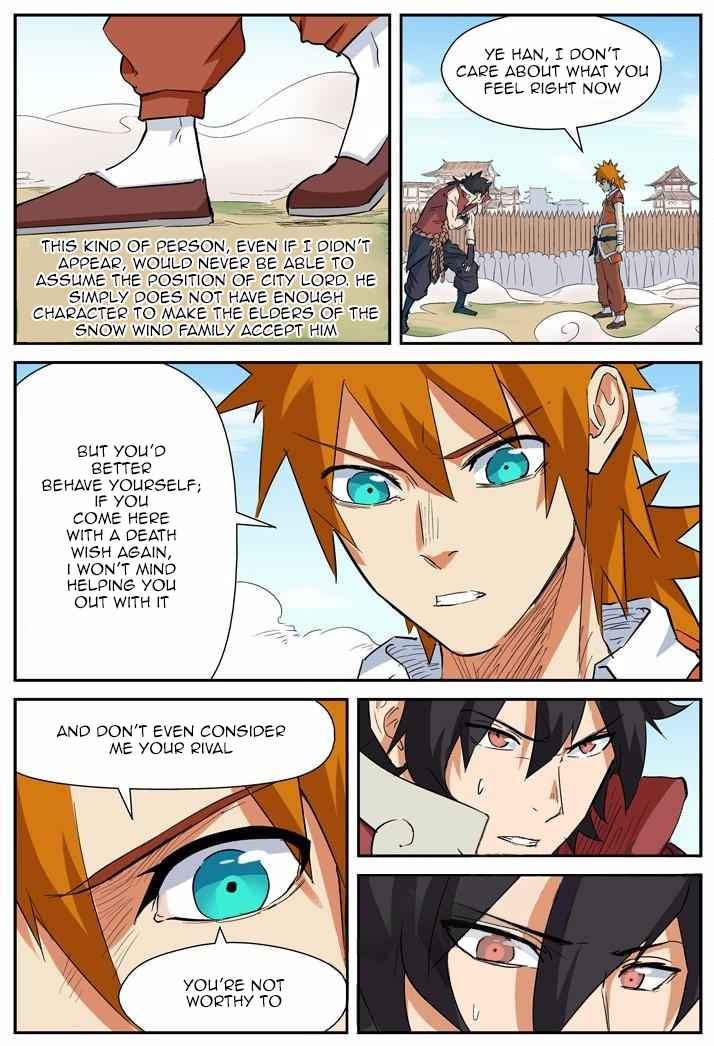 THIS KIND OF PERSON, EVEN IF I DIDN'T
APPEAR, WOULD NEVER BE ABLE TO
ASSUME THE POSITION OF CITY LORD. HE
SIMPLY DOES NOT HAVE ENOUGH
CHARACTER TO MAKE THE ELDERS OF THE
SNOW WIND FAMILY ACCEPT HIM
YE HAN, I DON'T
CARE ABOUT WHAT YOU
FEEL RIGHT NOW
BUT YOU'D
BETTER
BEHAVE YOURSELF;
IF YOU
COME HERE
WITH A DEATH
WISH AGAIN,
I WON'T MIND
HELPING YOU
OUT WITH IT
AND DON'T EVEN CONSIDER
ME YOUR RIVAL
YOU'RE NOT
WORTHY TO